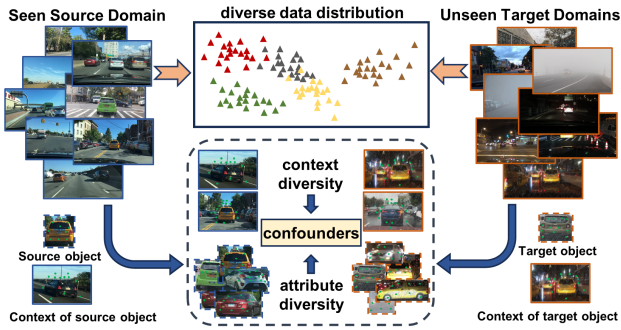 Seen Source Domain
diverse data distribution
Unseen Target Domains
context
diversity
confounders
attribute
diversity
Source object
Context of source object
Target object
Context of target object